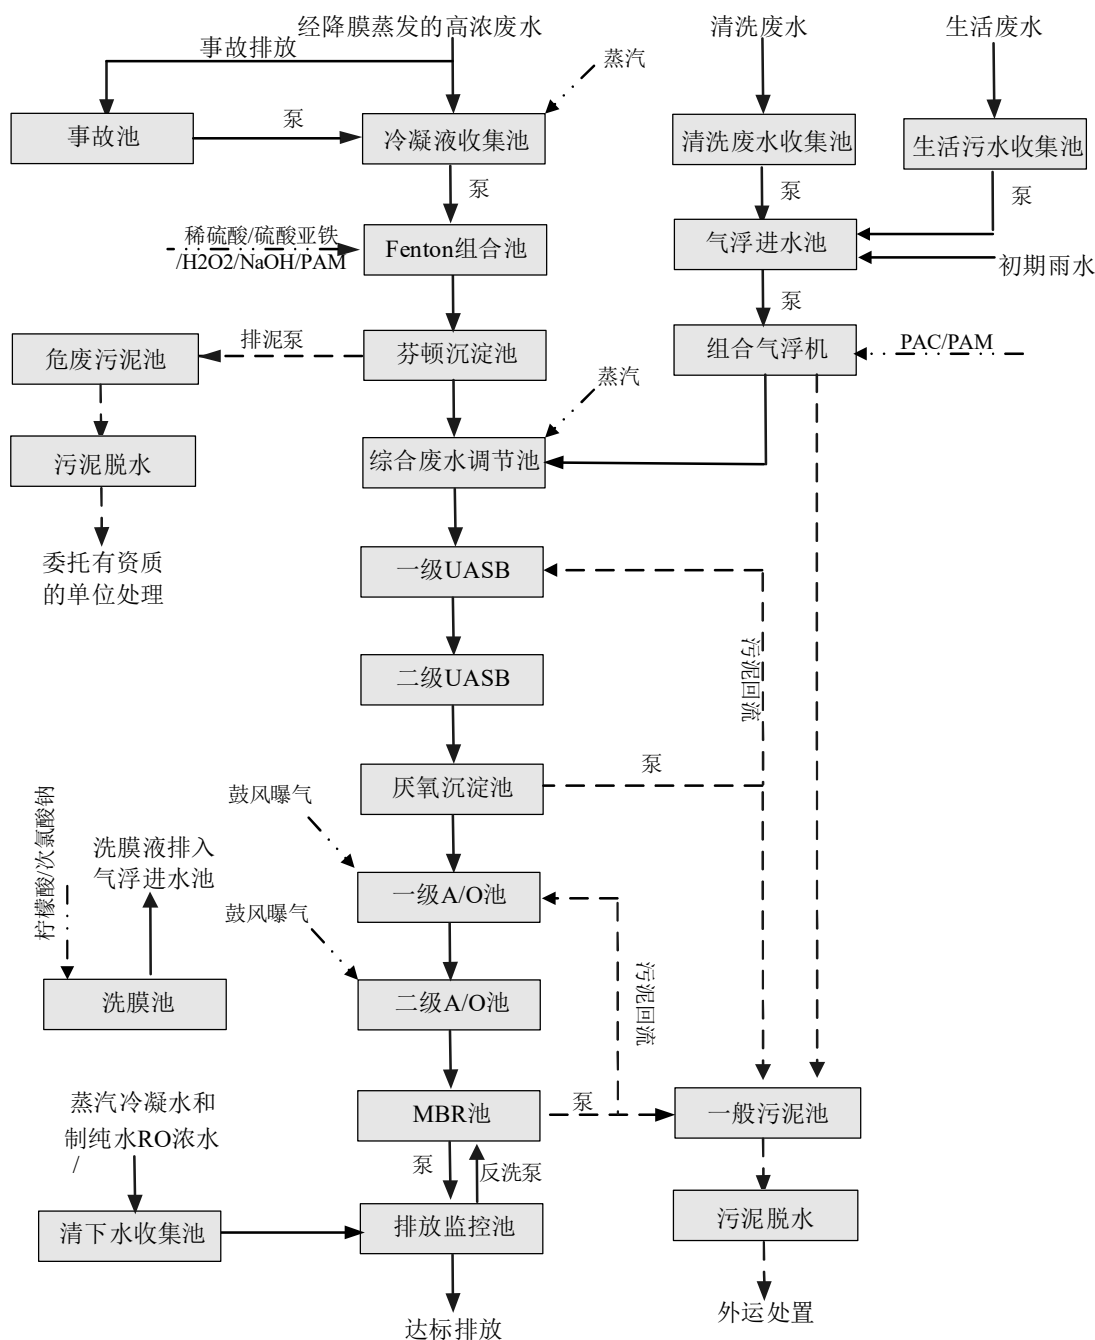 经降膜蒸发的高浓废水
清洗废水
生活废水
事故排放
蒸汽
事故池
泵
冷凝液收集池
清洗废水收集池
生活污水收集池
泵
泵
泵
稀硫酸/硫酸亚铁
/H2O2/NaOH/PAM
Fenton组合池
气浮进水池
初期雨水
泵
危废污泥池
排泥泵
芬顿沉淀池
组合气浮机
PAC/PAM
蒸汽
污泥脱水
综合废水调节池
委托有资质
的单位处理
一级UASB
二级UASB
污泥回流
厌氧沉淀池
泵
鼓风曝气
柠檬酸/次氯酸钠
洗膜液排入
气浮进水池
一级A/O池
鼓风曝气
洗膜池
二级A/O池
污泥回流
蒸汽冷凝水和
制纯水RO浓水
/
MBR池
泵
一般污泥池
泵
反洗泵
清下水收集池
排放监控池
污泥脱水
达标排放
外运处置